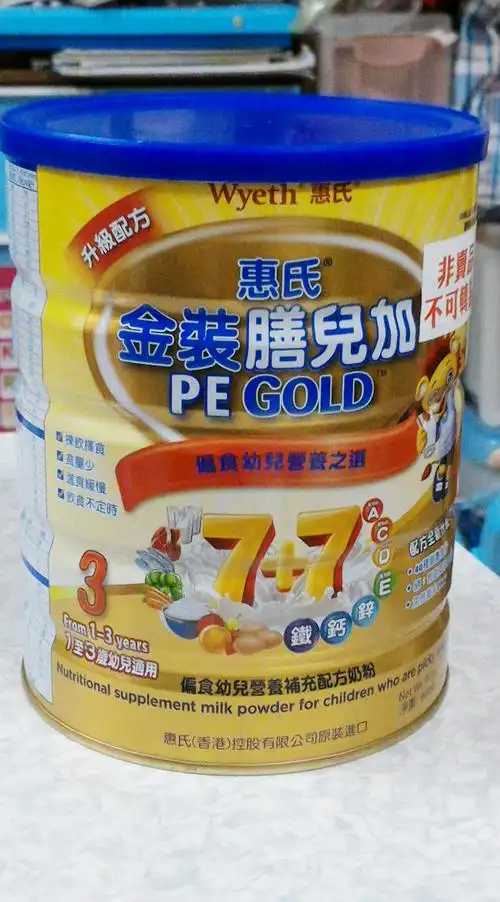 Wyeth® 惠氏®
升級配方
惠氏®
金裝膳兒加
PE GOLD™
非賣品
不可轉
偏食幼兒營養之選
揀飲擇食
食量少
進食緩慢
飲食不定時
7+7
A
C
D
E
鐵 鈣 鋅
配方全
3
From 1-3 years
1至3歲幼兒適用
偏食幼兒營養補充配方奶粉
Nutritional supplement milk powder for children who are picky
Net
淨重
惠氏(香港)控股有限公司原裝進口